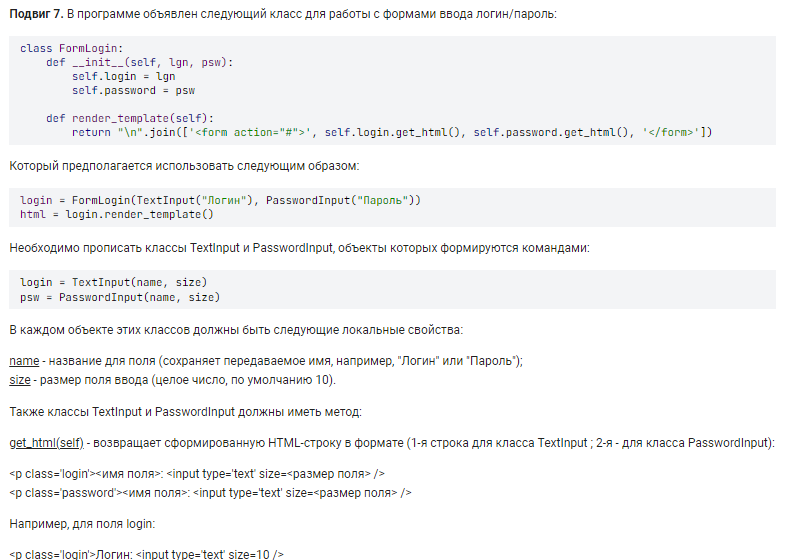 Подвиг 7. В программе объявлен следующий класс для работы с формами ввода логин/пароль:
class FormLogin:
    def __init__(self, lgn, psw):
        self.login = lgn
        self.password = psw

    def render_template(self):
        return "\n".join(['<form action="#">', self.login.get_html(), self.password.get_html(), '</form>'])
Который предполагается использовать следующим образом:
login = FormLogin(TextInput("Логин"), PasswordInput("Пароль"))
html = login.render_template()
Необходимо прописать классы TextInput и PasswordInput, объекты которых формируются командами:
login = TextInput(name, size)
psw = PasswordInput(name, size)
В каждом объекте этих классов должны быть следующие локальные свойства:
name - название для поля (сохраняет передаваемое имя, например, "Логин" или "Пароль");
size - размер поля ввода (целое число, по умолчанию 10).
Также классы TextInput и PasswordInput должны иметь метод:
get_html(self) - возвращает сформированную HTML-строку в формате (1-я строка для класса TextInput ; 2-я - для класса PasswordInput):
<p class='login'><имя поля>: <input type='text' size=<размер поля> />
<p class='password'><имя поля>: <input type='text' size=<размер поля> />
Например, для поля login:
<p class='login'>Логин: <input type='text' size=10 />